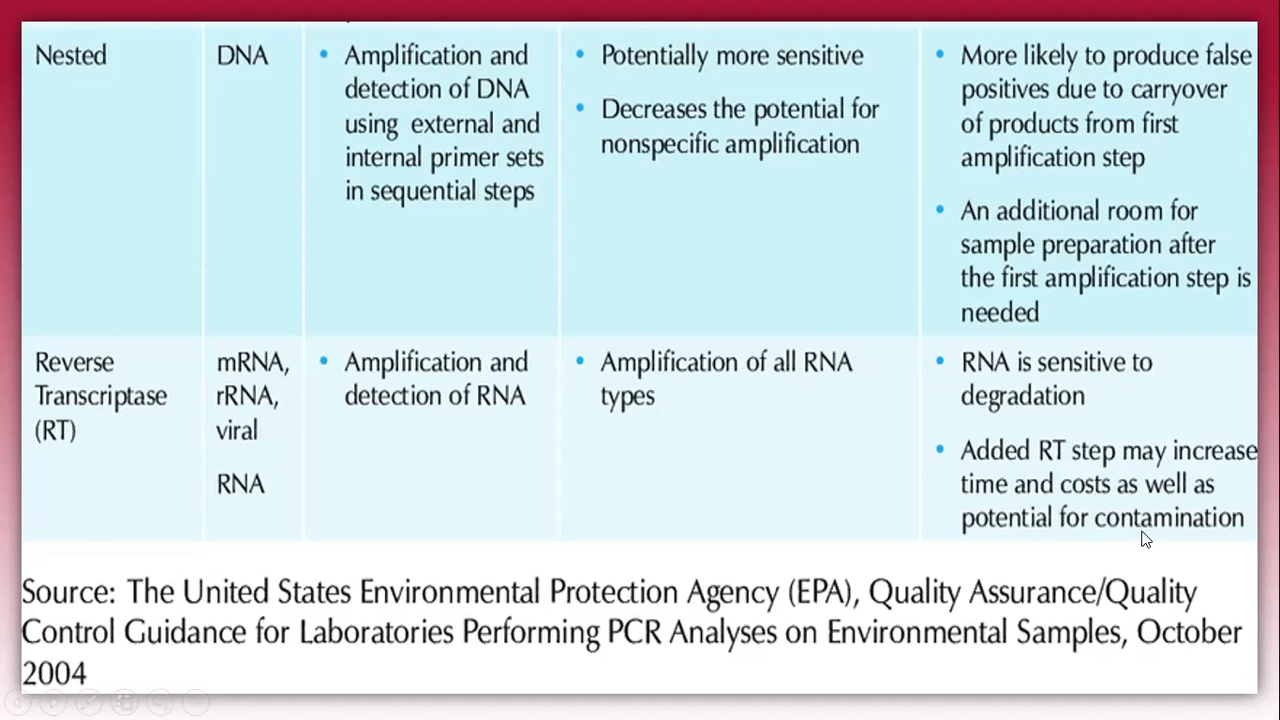 Nested
DNA
• Amplification and
detection of DNA
using external and
internal primer sets
in sequential steps
• Potentially more sensitive
• Decreases the potential for
nonspecific amplification
• More likely to produce false
positives due to carryover
of products from first
amplification step
• An additional room for
sample preparation after
the first amplification step is
needed
Reverse
Transcriptase
(RT)
mRNA,
rRNA,
viral
RNA
• Amplification and
detection of RNA
• Amplification of all RNA
types
• RNA is sensitive to
degradation
• Added RT step may increase
time and costs as well as
potential for contamination
Source: The United States Environmental Protection Agency (EPA), Quality Assurance/Quality
Control Guidance for Laboratories Performing PCR Analyses on Environmental Samples, October
2004